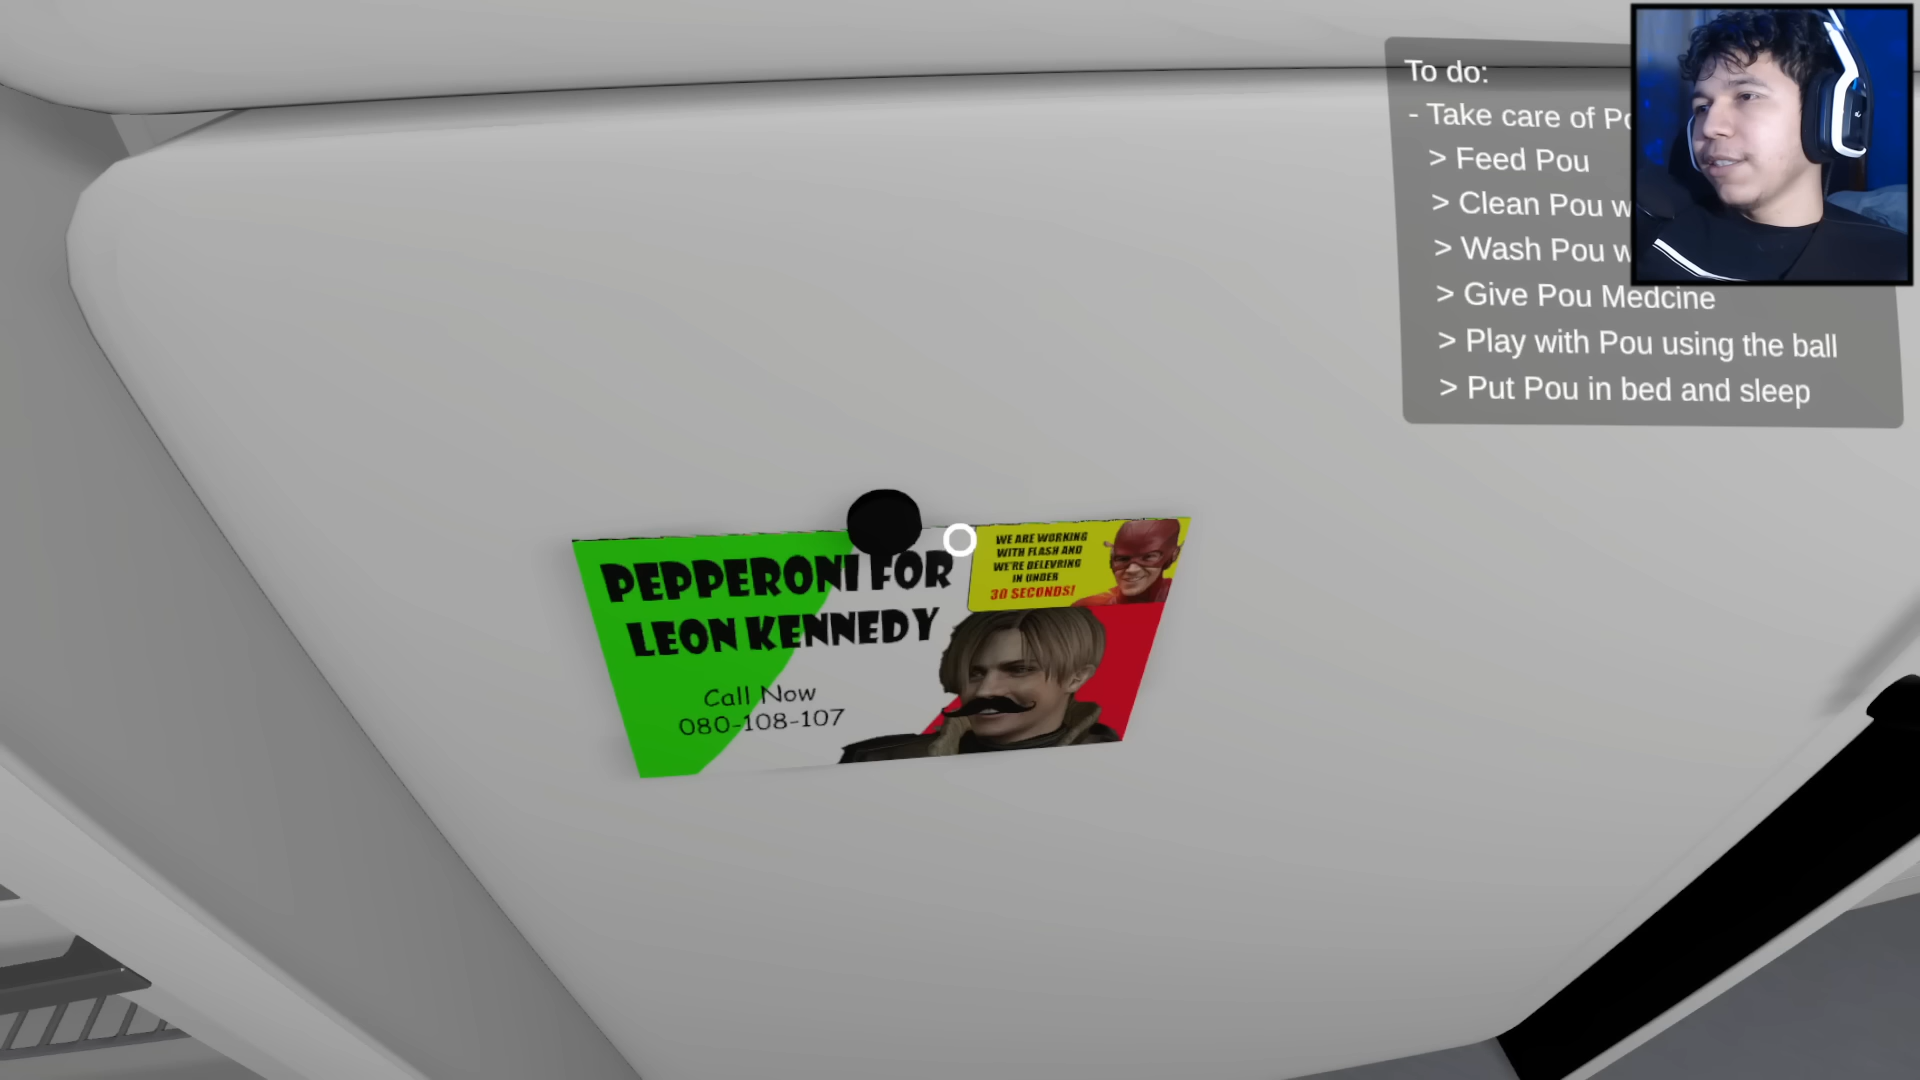 To do:
- Take care of
> Feed Pou
> Clean Pou
> Wash Pou
> Give Pou Medcine
> Play with Pou using the ball
> Put Pou in bed and sleep
PEPPERONI FOR
LEON KENNEDY
Call Now
080-108-107
WE ARE WORKING
WITH FLASH AND
WE'RE DELEVRING
IN UNDER
30 SECONDS!